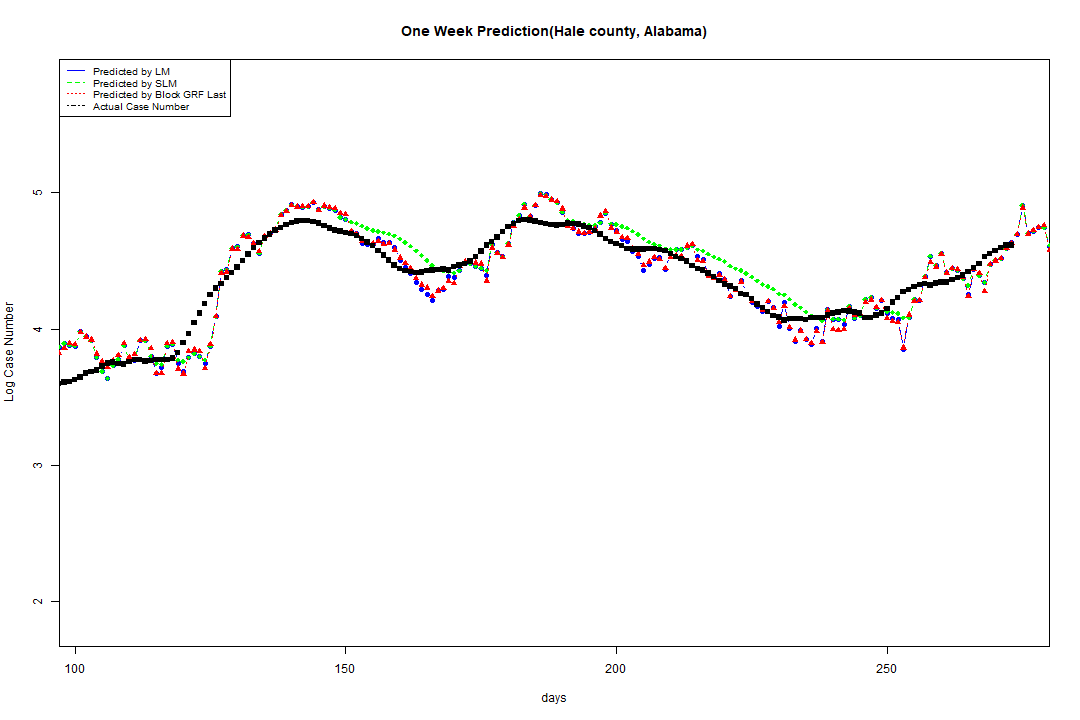 One Week Prediction(Hale county, Alabama)
Predicted by LM
Predicted by SLM
Predicted by Block GRF Last
Actual Case Number
5
4
3
2
Log Case Number
100 150 200 250
days